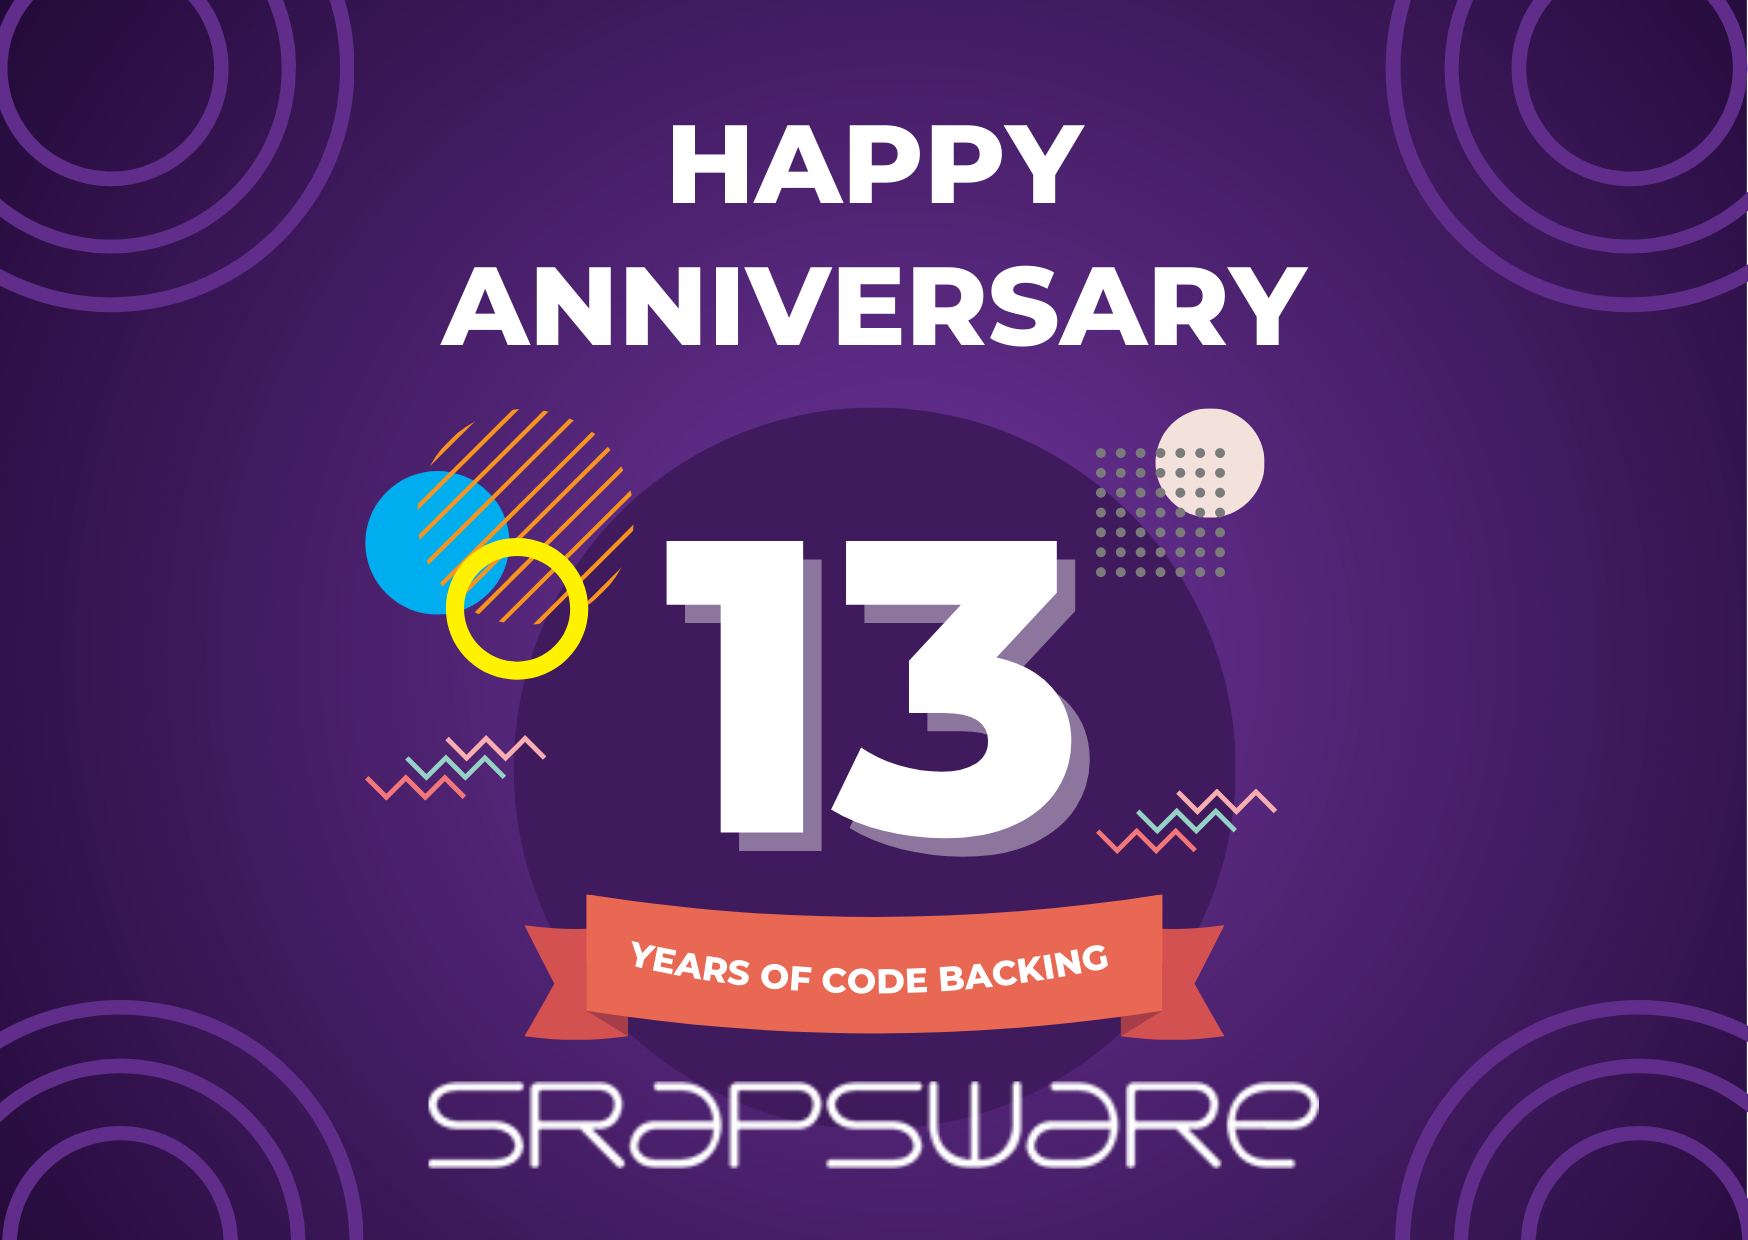 HAPPY
ANNIVERSARY
13
YEARS OF CODE BACKING
SRAPSWARE